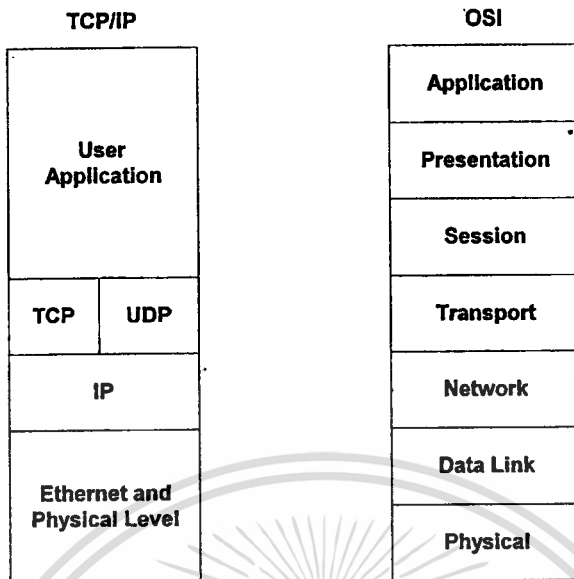 TCP/IP
User
Application
TCP
UDP
IP
Ethernet and
Physical Level
OSI
Application
Presentation
Session
Transport
Network
Data Link
Physical